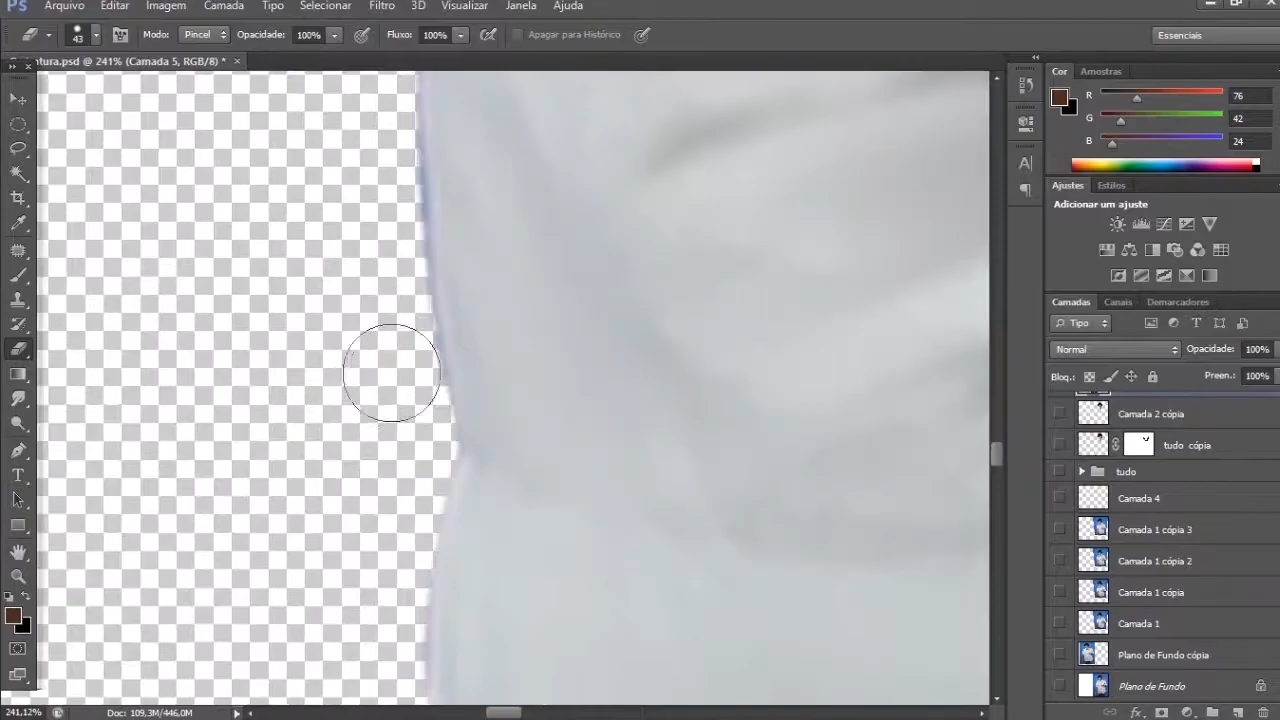 Ps Arquivo Editar Imagem Camada Tipo Selecionar Filtro 3D Visualizar Janela Ajuda
43 Modo: Pincel Opacidade: 100% Fluxo: 100% Apagar para Histórico Essenciais
ntura.psd @ 241% (Camada 5, RGB/8) * ×
Cor Amostras
R 76
G 42
B 24
Ajustes Estilos
Adicionar um ajuste
Camadas Canais Demarcadores
Tipo
Normal Opacidade: 100%
Bloq.: Preen.: 100%
Camada 2 cópia
tudo cópia
tudo
Camada 4
Camada 1 cópia 3
Camada 1 cópia 2
Camada 1 cópia
Camada 1
Plano de Fundo cópia
Plano de Fundo
241,12% Doc: 109,3M/446,0M